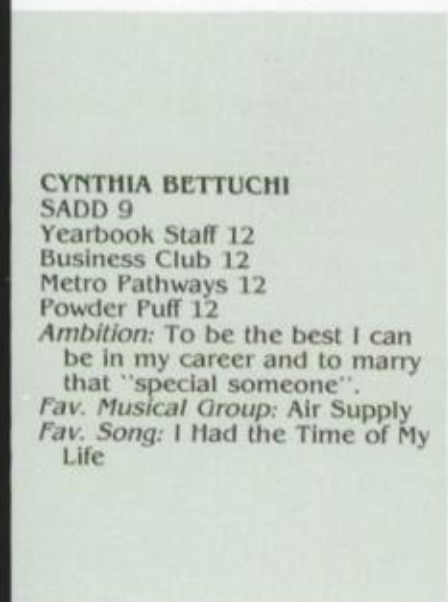 CYNTHIA BETTUCHI
SADD 9
Yearbook Staff 12
Business Club 12
Metro Pathways 12
Powder Puff 12
Ambition: To be the best I can
be in my career and to marry
that "special someone".
Fav. Musical Group: Air Supply
Fav. Song: I Had the Time of My
Life